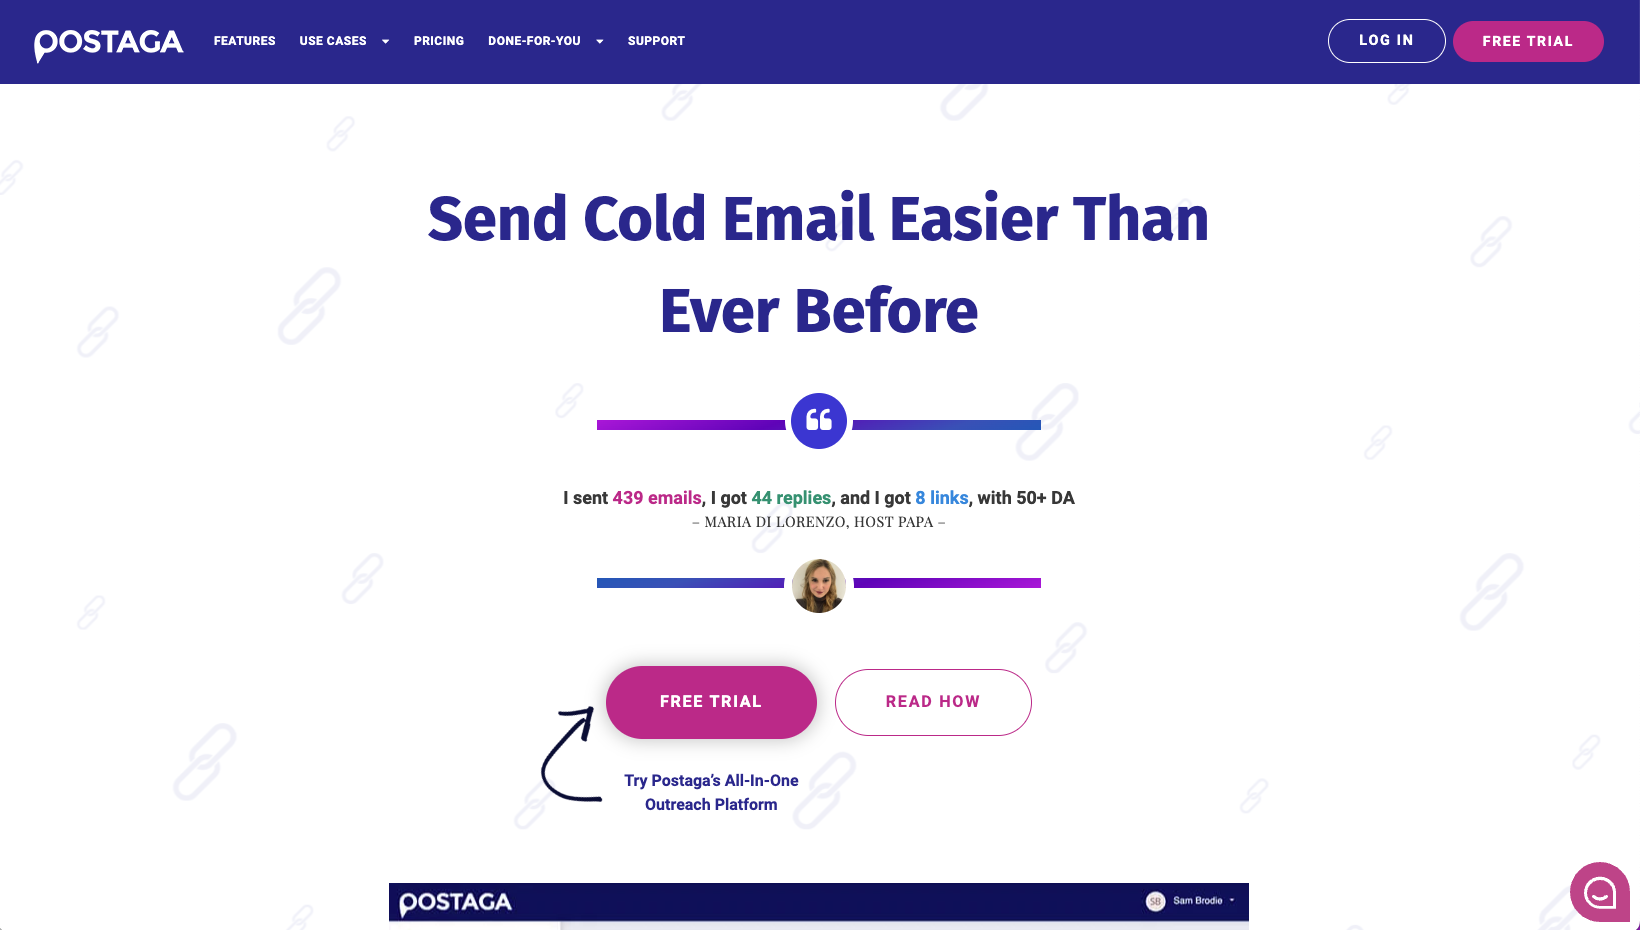 POSTAGA
FEATURES
USE CASES
PRICING
DONE-FOR-YOU
SUPPORT
LOG IN
FREE TRIAL
Send Cold Email Easier Than
Ever Before
I sent 439 emails, I got 44 replies, and I got 8 links, with 50+ DA
– MARIA DI LORENZO, HOST PAPA –
FREE TRIAL
READ HOW
Try Postaga's All-In-One
Outreach Platform
POSTAGA
SB
Sam Brodie